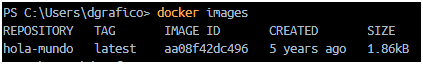 PS C:\Users\dgrafico> docker images
REPOSITORY TAG IMAGE ID CREATED SIZE
hola-mundo latest aa08f42dc496 5 years ago 1.86kB